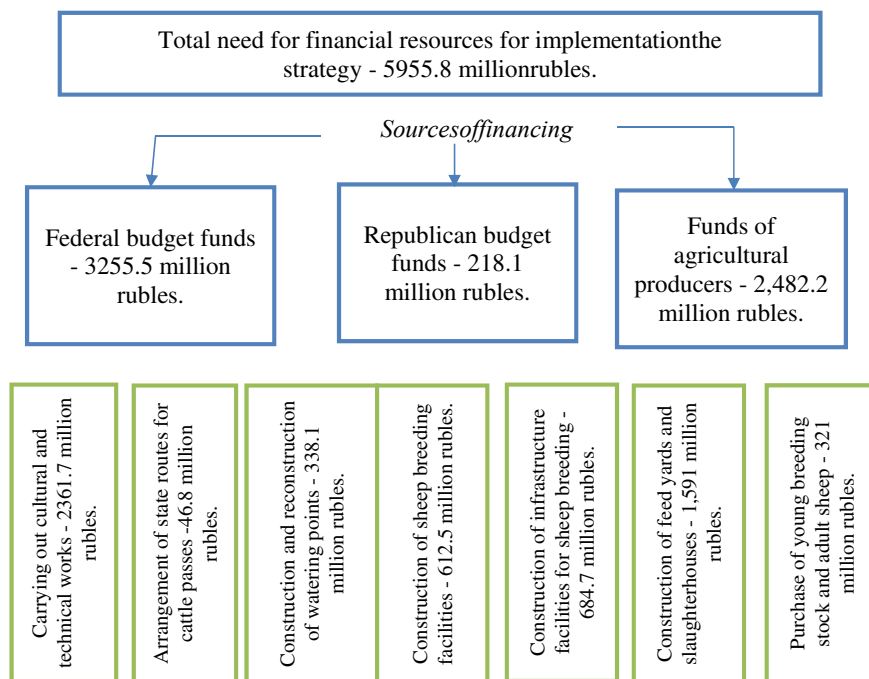 Total need for financial resources for implementationthe
strategy - 5955.8 millionrubles.
Sourcesoffinancing
Federal budget funds
- 3255.5 million
rubles.
Republican budget
funds - 218.1
million rubles.
Funds of
agricultural
producers - 2,482.2
million rubles.
Carrying out cultural and
technical works - 2361.7 million
rubles.
Arrangement of state routes for
cattle passes -46.8 million
rubles.
Construction and reconstruction
of watering points - 338.1
million rubles.
Construction of sheep breeding
facilities - 612.5 million rubles.
Construction of infrastructure
facilities for sheep breeding -
684.7 million rubles.
Construction of feed yards and
slaughterhouses - 1,591 million
rubles.
Purchase of young breeding
stock and adult sheep - 321
million rubles.